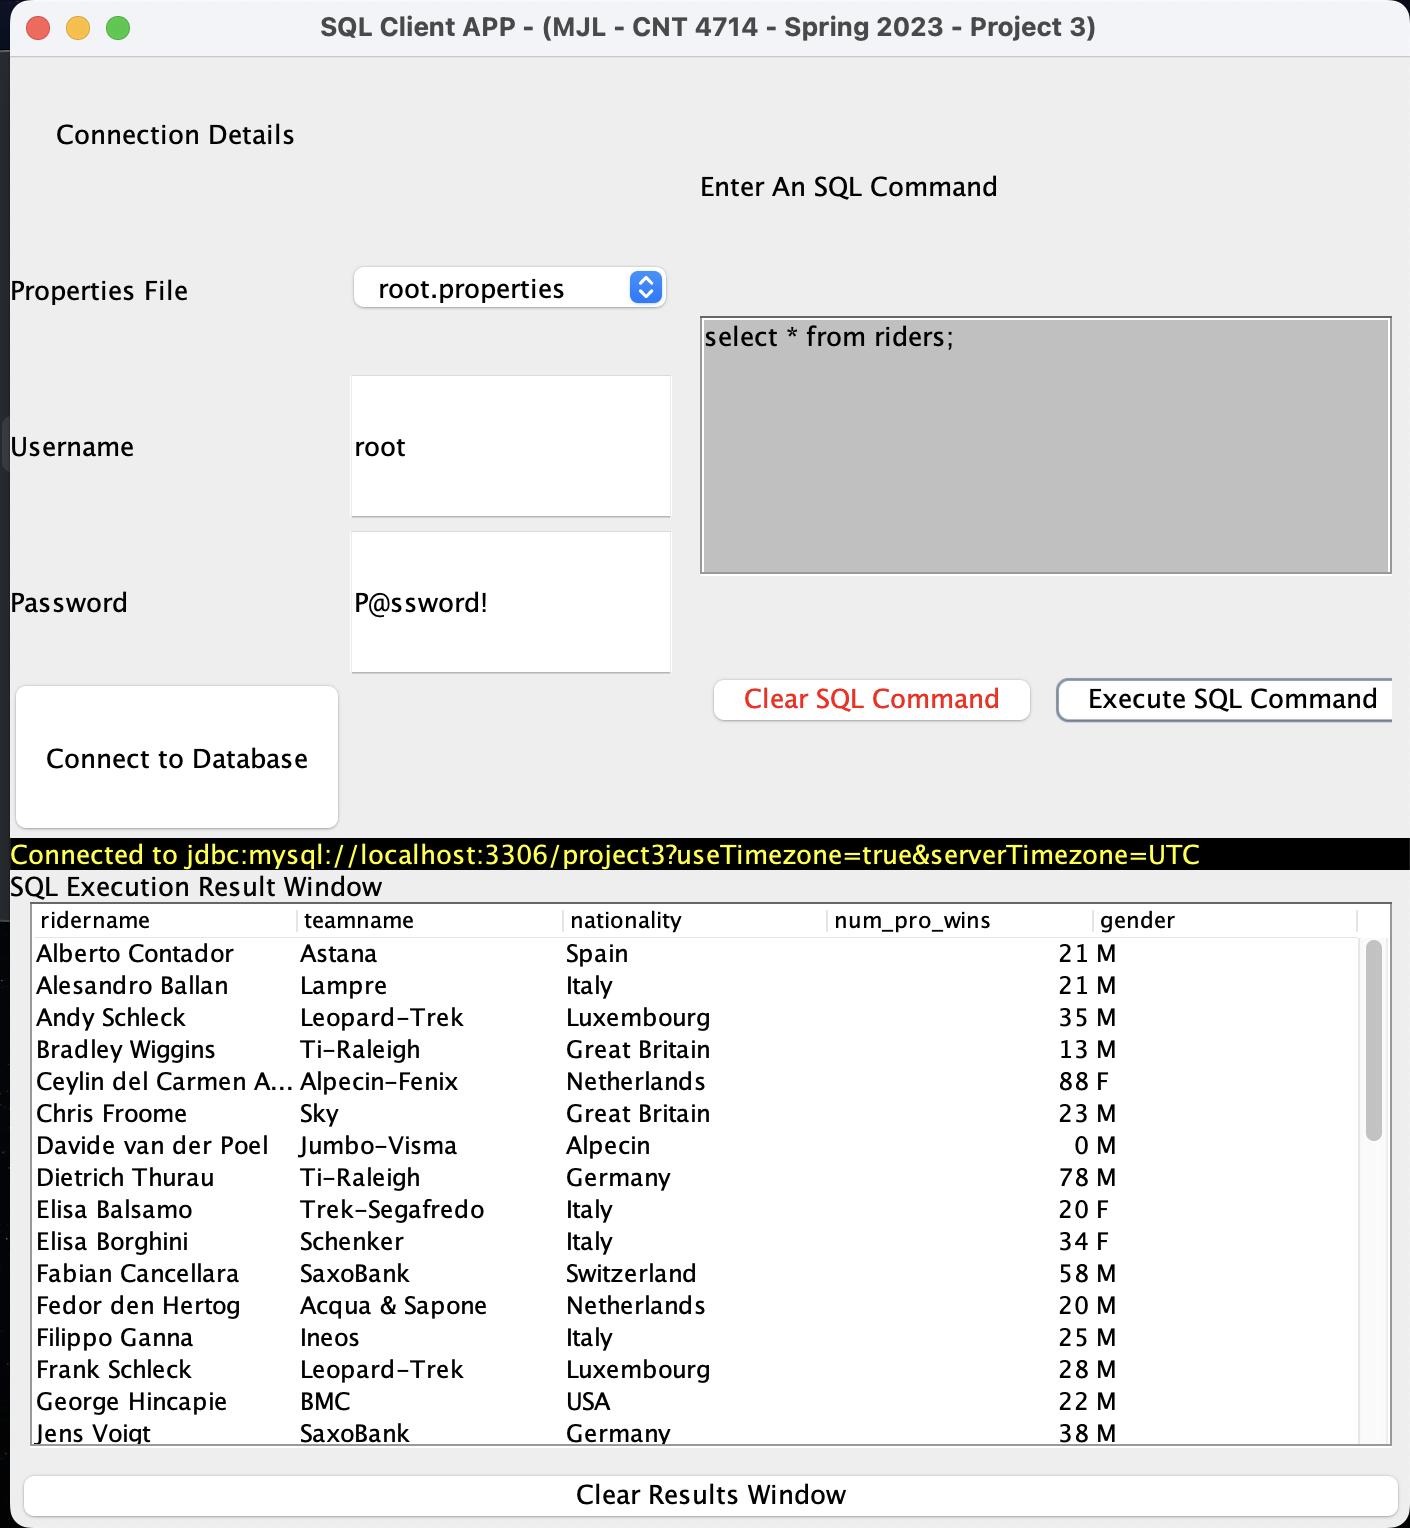 SQL Client APP - (MJL - CNT 4714 - Spring 2023 - Project 3)
Connection Details
Enter An SQL Command
Properties File root.properties
select * from riders;
Username root
Password P@ssword!
Clear SQL Command Execute SQL Command
Connect to Database
Connected to jdbc:mysql://localhost:3306/project3?useTimezone=true&serverTimezone=UTC
SQL Execution Result Window
ridername teamname nationality num_pro_wins gender
Alberto Contador Astana Spain 21 M
Alesandro Ballan Lampre Italy 21 M
Andy Schleck Leopard-Trek Luxembourg 35 M
Bradley Wiggins Ti-Raleigh Great Britain 13 M
Ceylin del Carmen A... Alpecin-Fenix Netherlands 88 F
Chris Froome Sky Great Britain 23 M
Davide van der Poel Jumbo-Visma Alpecin 0 M
Dietrich Thurau Ti-Raleigh Germany 78 M
Elisa Balsamo Trek-Segafredo Italy 20 F
Elisa Borghini Schenker Italy 34 F
Fabian Cancellara SaxoBank Switzerland 58 M
Fedor den Hertog Acqua & Sapone Netherlands 20 M
Filippo Ganna Ineos Italy 25 M
Frank Schleck Leopard-Trek Luxembourg 28 M
George Hincapie BMC USA 22 M
Jens Voigt SaxoBank Germany 38 M
Clear Results Window